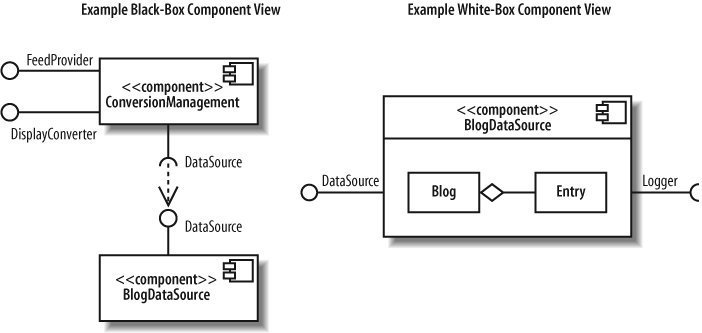 Example Black-Box Component View
Example White-Box Component View
FeedProvider
<<component>>
ConversionManagement
DisplayConverter
DataSource
DataSource
<<component>>
BlogDataSource
<<component>>
BlogDataSource
DataSource
Blog
Entry
Logger